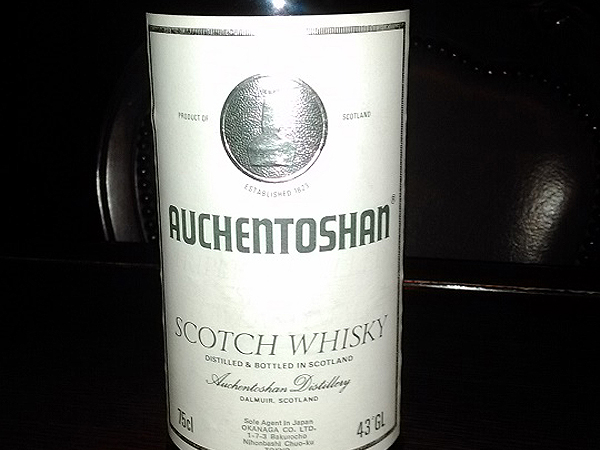 PRODUCT OF SCOTLAND
ESTABLISHED 1823
AUCHENTOSHAN ®
SCOTCH WHISKY
DISTILLED & BOTTLED IN SCOTLAND
Auchentoshan Distillery
DALMUIR, SCOTLAND
75cl 43°GL
Sole Agent in Japan
OKANAGA CO. LTD.
1-7-3 Bakurocho
Nihonbashi Chuo-ku
TOKYO